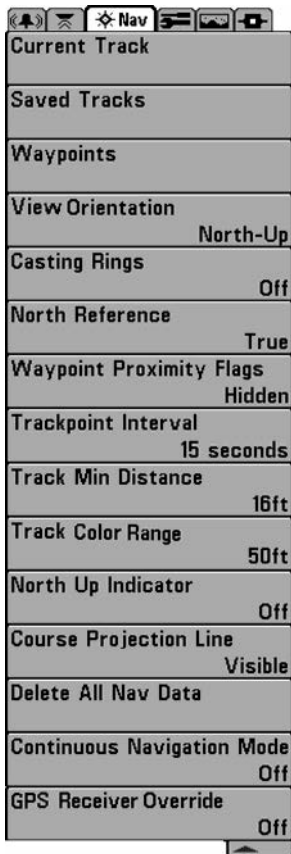 Nav
Current Track
Saved Tracks
Waypoints
View Orientation
North-Up
Casting Rings
Off
North Reference
True
Waypoint Proximity Flags
Hidden
Trackpoint Interval
15 seconds
Track Min Distance
16ft
Track Color Range
50ft
North Up Indicator
Off
Course Projection Line
Visible
Delete All Nav Data
Continuous Navigation Mode
Off
GPS Receiver Override
Off